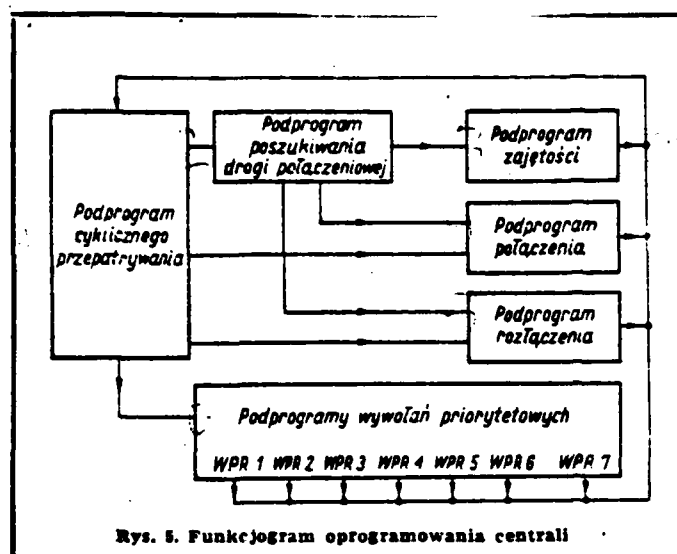 Podprogram
poszukiwania
drogi połączeniowej
Podprogram
zajętości
Podprogram
cyklicznego
przepatrywania
Podprogram
połączenia
Podprogram
rozłączenia
Podprogramy wywołań priorytetowych
WPR 1 WPR 2 WPR 3 WPR 4 WPR 5 WPR 6 WPR 7
Rys. 5. Funkcjogram oprogramowania centrali